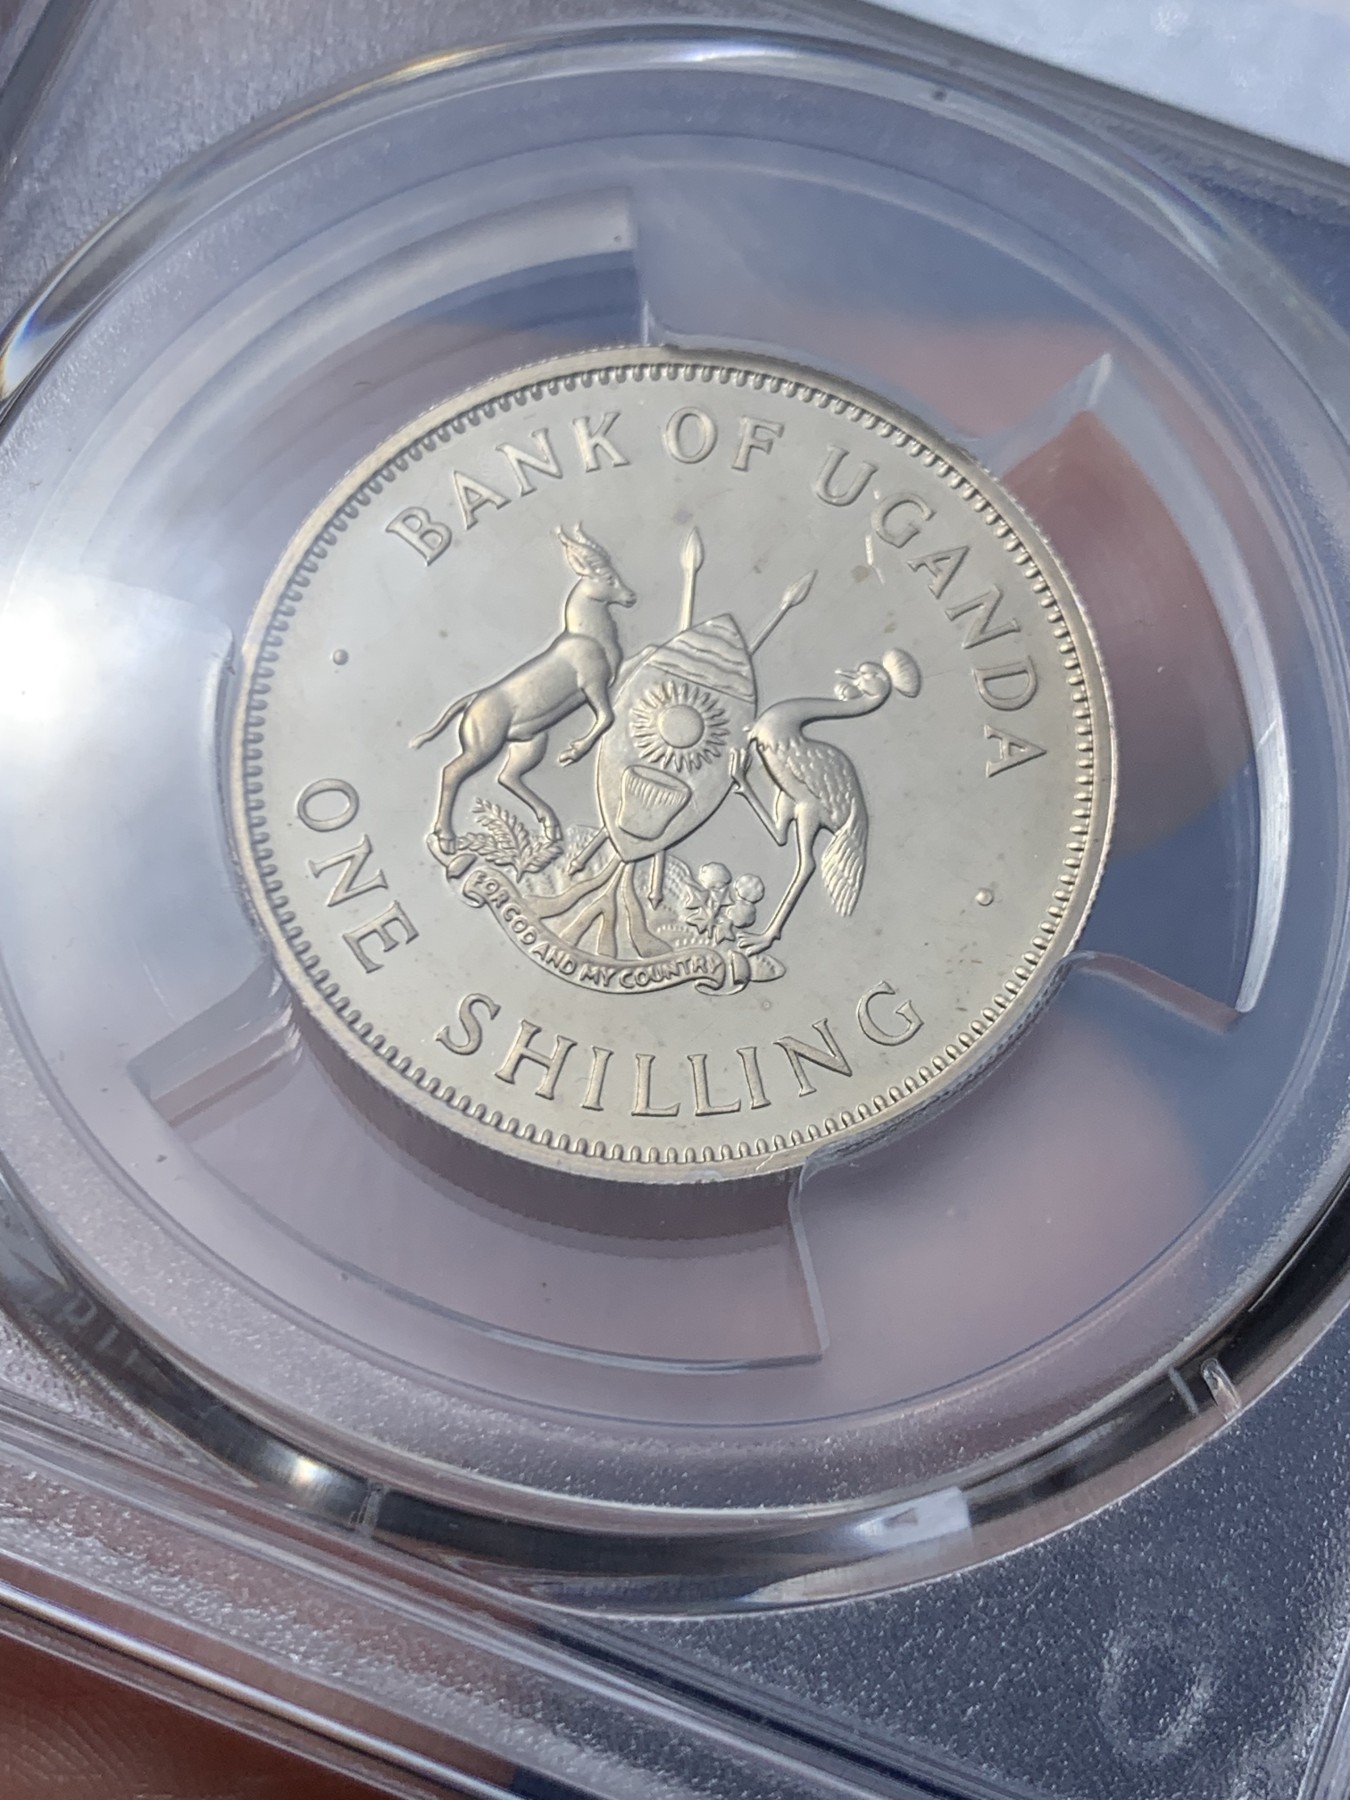 BANK OF UGANDA
FOR GOD AND MY COUNTRY
ONE SHILLING